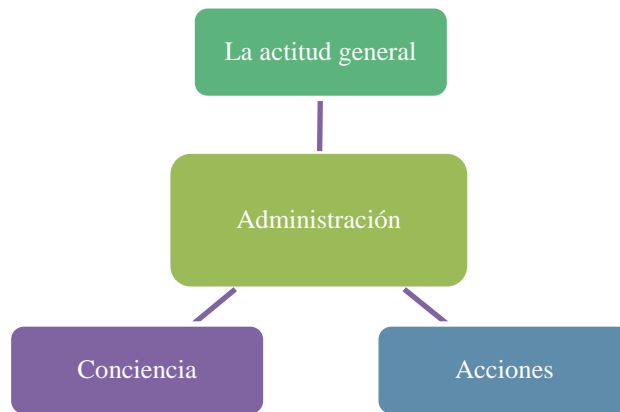 La actitud general
Administración
Conciencia
Acciones